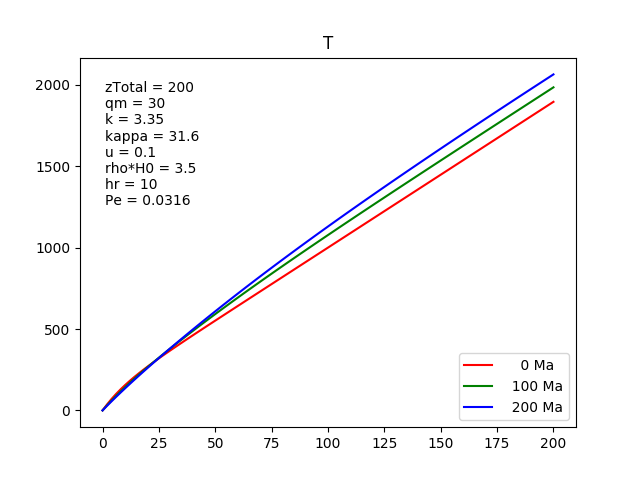 T
zTotal = 200
qm = 30
k = 3.35
kappa = 31.6
u = 0.1
rho*H0 = 3.5
hr = 10
Pe = 0.0316
2000
1500
1000
500
0
0 Ma
100 Ma
200 Ma
0 25 50 75 100 125 150 175 200